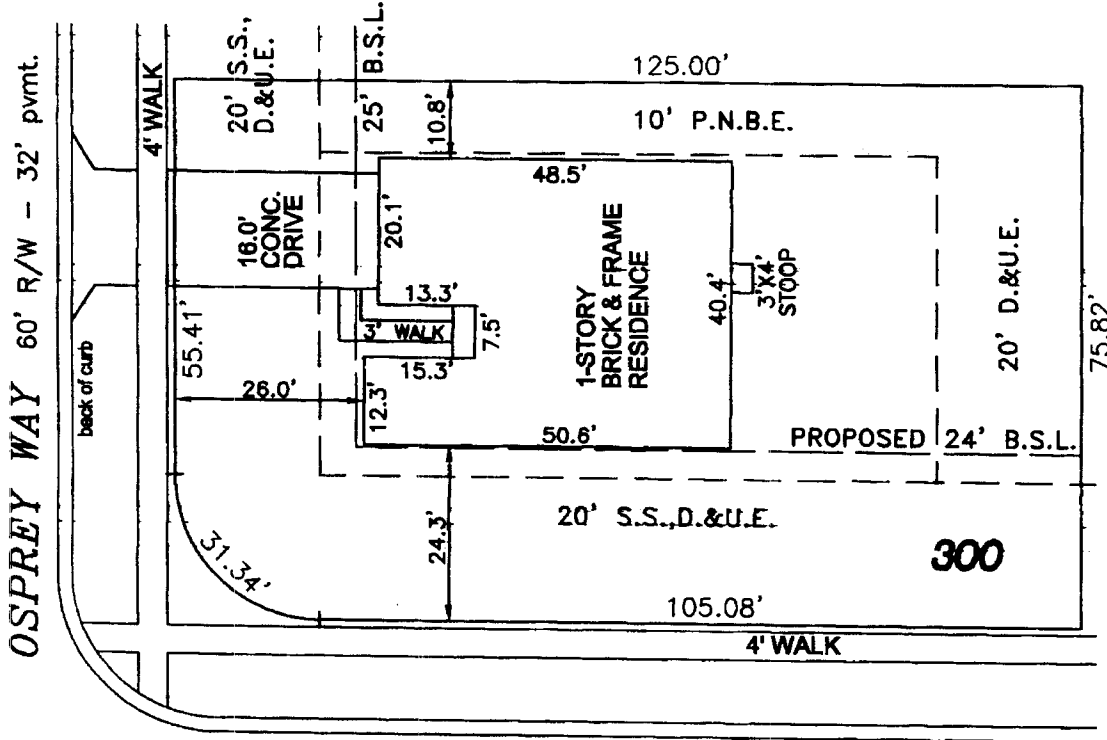 OSPREY WAY 60' R/W - 32' pvmt.
back of curb
4' WALK
20' S.S.,
D.&U.E.
25' B.S.L.
10.8'
125.00'
10' P.N.B.E.
48.5'
16.0'
CONC.
DRIVE
20.1'
13.3'
3' WALK
7.5'
15.3'
12.3'
55.41'
26.0'
1-STORY
BRICK & FRAME
RESIDENCE
40.4'
3'X4'
STOOP
20' D.&U.E.
75.82'
50.6'
PROPOSED 24' B.S.L.
24.3'
20' S.S.,D.&U.E.
31.34'
300
105.08'
4' WALK